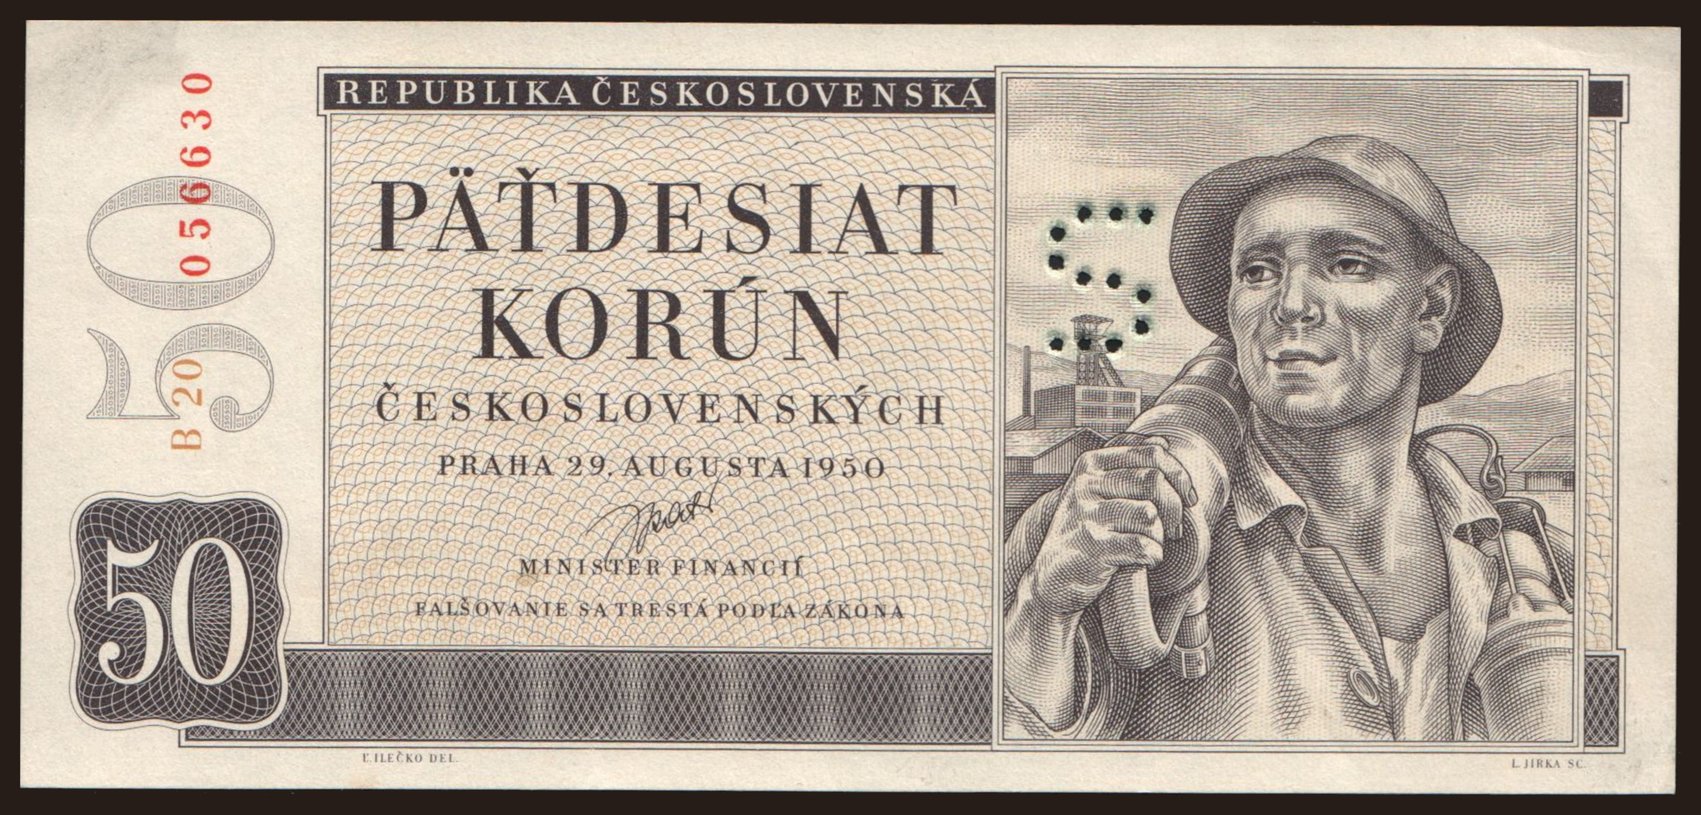 REPUBLIKA ČESKOSLOVENSKÁ
PÄŤDESIAT
KORÚN
ČESKOSLOVENSKÝCH
PRAHA 29. AUGUSTA 1950
MINISTER FINANCIÍ
FALŠOVANIE SA TRESTÁ PODĽA ZÁKONA
50
B 20
056630
50
S
Ľ. ILEČKO DEL.
L. JIRKA SC.